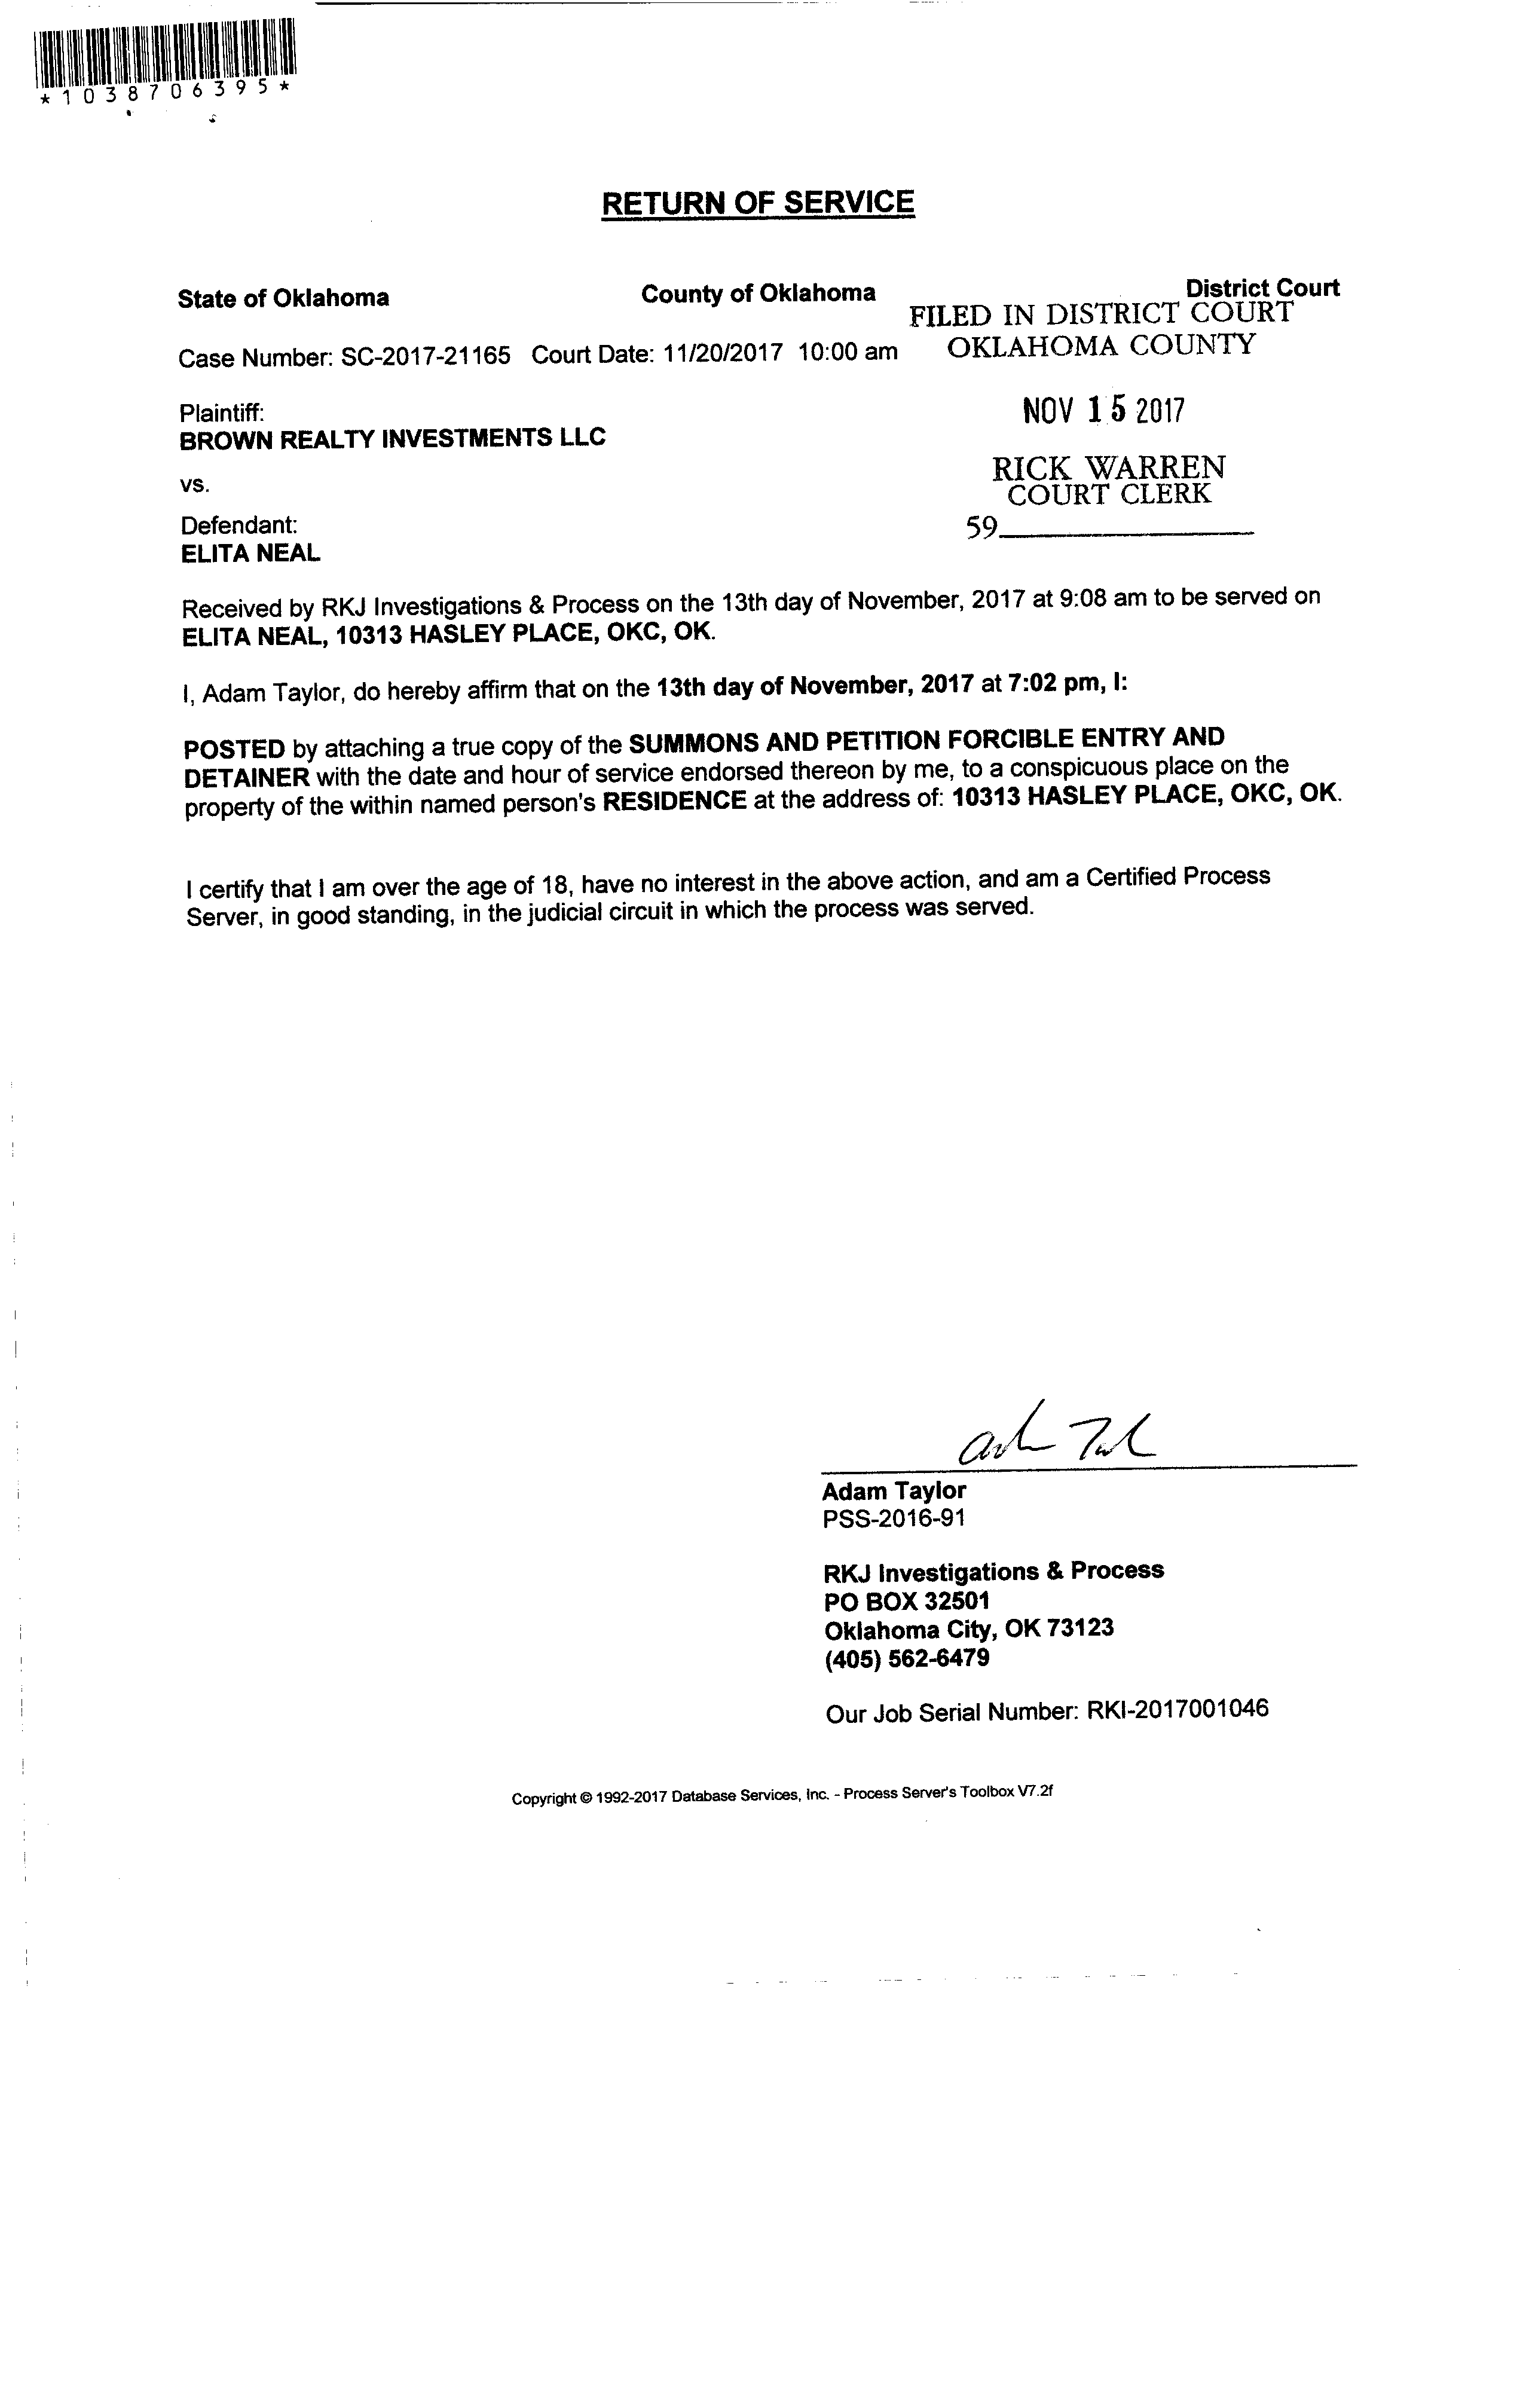 *1038706395*
RETURN OF SERVICE
State of Oklahoma County of Oklahoma District Court
FILED IN DISTRICT COURT
OKLAHOMA COUNTY
Case Number: SC-2017-21165 Court Date: 11/20/2017 10:00 am
NOV 15 2017
Plaintiff:
BROWN REALTY INVESTMENTS LLC
RICK WARREN
COURT CLERK
vs.
59
Defendant:
ELITA NEAL
Received by RKJ Investigations & Process on the 13th day of November, 2017 at 9:08 am to be served on
ELITA NEAL, 10313 HASLEY PLACE, OKC, OK.
I, Adam Taylor, do hereby affirm that on the 13th day of November, 2017 at 7:02 pm, I:
POSTED by attaching a true copy of the SUMMONS AND PETITION FORCIBLE ENTRY AND
DETAINER with the date and hour of service endorsed thereon by me, to a conspicuous place on the
property of the within named person's RESIDENCE at the address of: 10313 HASLEY PLACE, OKC, OK.
I certify that I am over the age of 18, have no interest in the above action, and am a Certified Process
Server, in good standing, in the judicial circuit in which the process was served.
Adam Taylor
PSS-2016-91
RKJ Investigations & Process
PO BOX 32501
Oklahoma City, OK 73123
(405) 562-6479
Our Job Serial Number: RKI-2017001046
Copyright © 1992-2017 Database Services, Inc. - Process Server's Toolbox V7.2f